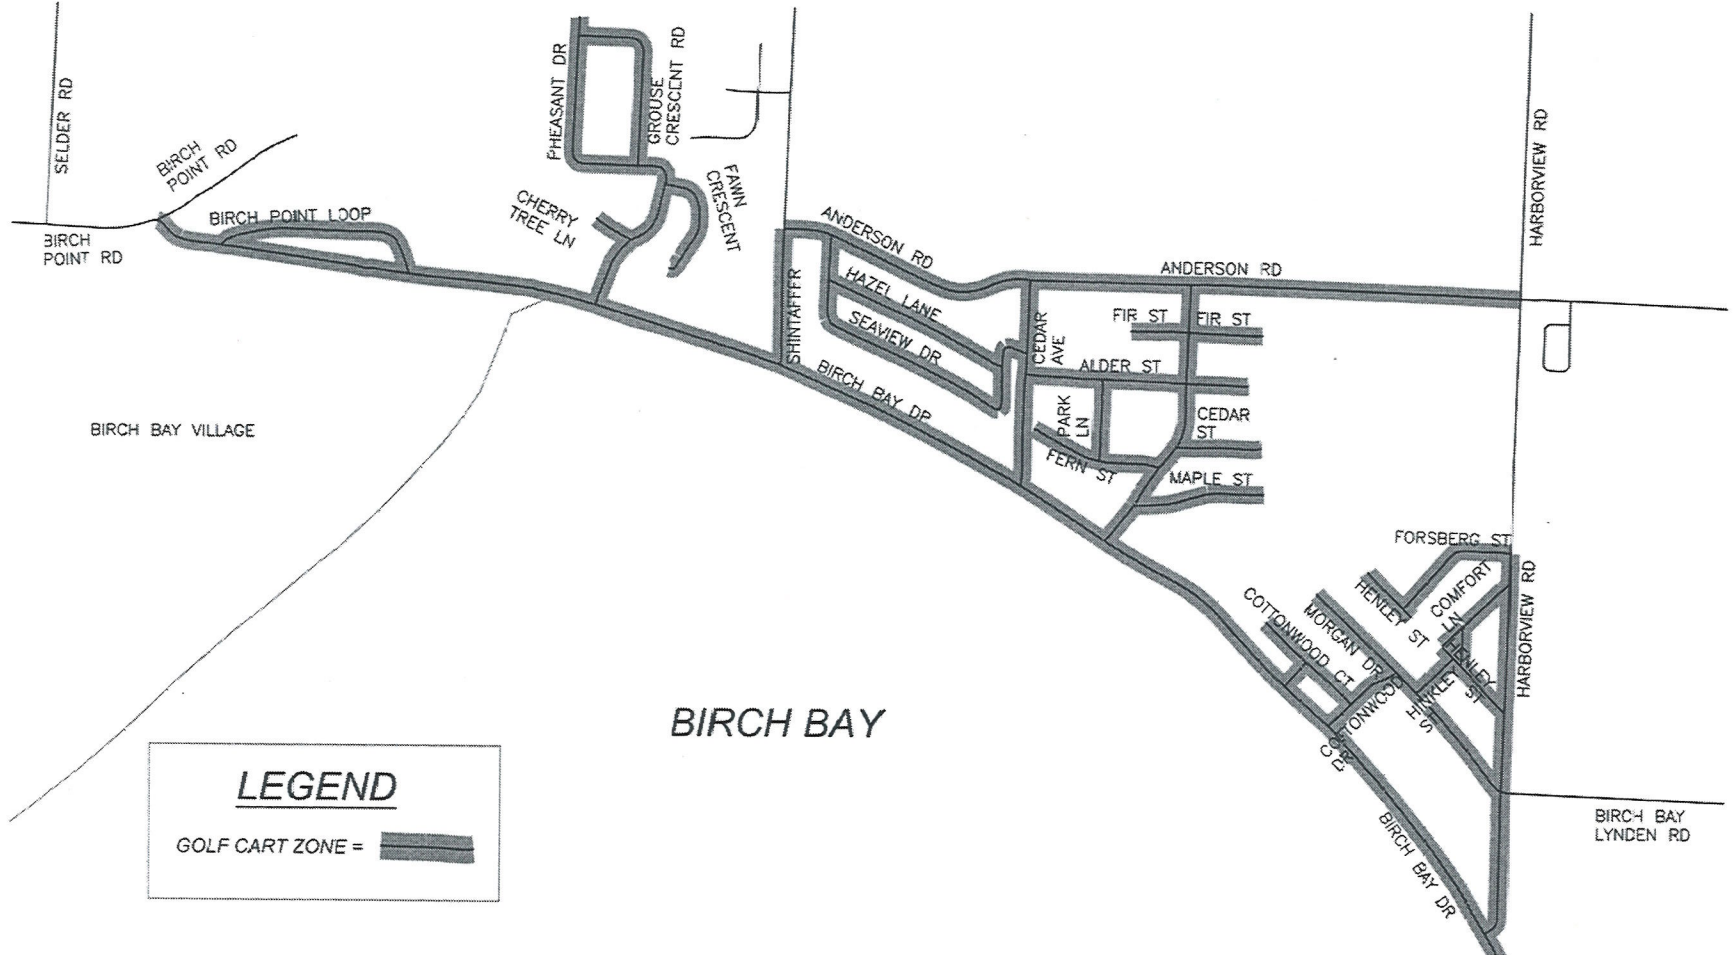 SELDER RD
BIRCH
POINT RD
BIRCH
POINT RD
BIRCH POINT LOOP
PHEASANT DR
GROUSE
CRESCENT RD
FAWN
CRESCENT
CHERRY
TREE LN
SHINTAFFER
ANDERSON RD
HAZEL LANE
SEAVIEW DR
BIRCH BAY DR
ANDERSON RD
HARBORVIEW RD
CEDAR
AVE
FIR ST
FIR ST
ALDER ST
PARK
LN
CEDAR
ST
FERN ST
MAPLE ST
BIRCH BAY VILLAGE
FORSBERG ST
COMFORT
LN
HENLEY ST
HENLEY
ST
MORGAN DR
COTTONWOOD CT
COTTONWOOD
DR
HINKLEY
ST
HARBORVIEW RD
BIRCH BAY
LYNDEN RD
BIRCH BAY DR
BIRCH BAY
LEGEND
GOLF CART ZONE =